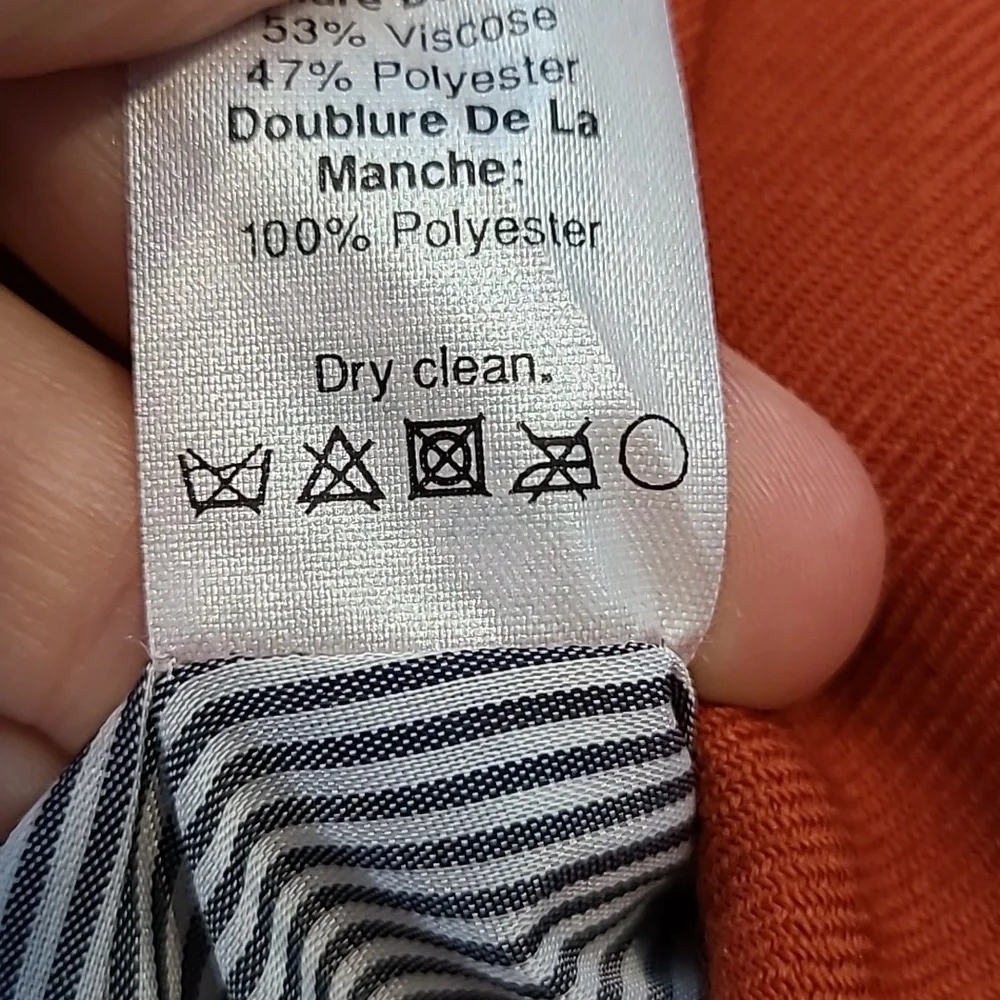 53% Viscose
47% Polyester
Doublure De La
Manche:
100% Polyester
Dry clean.